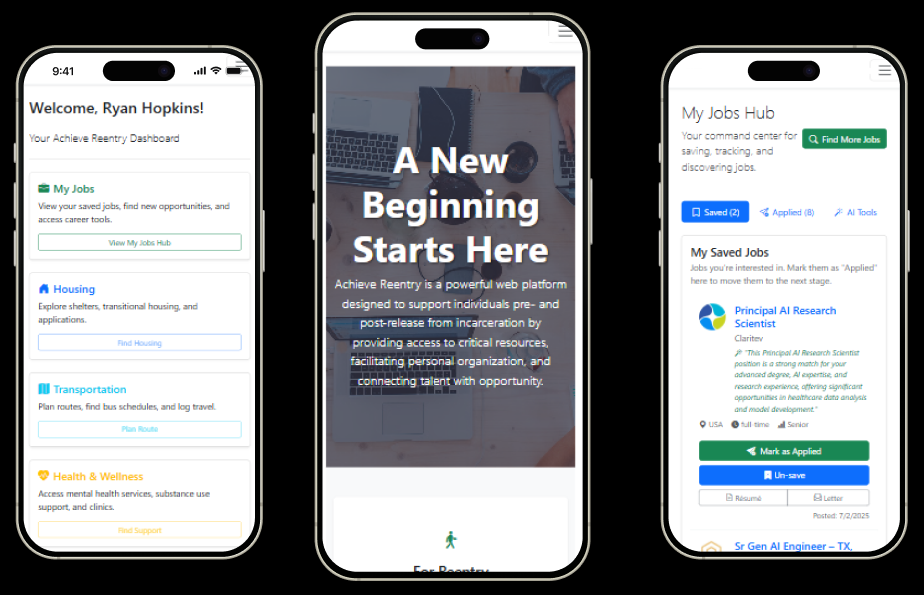 9:41
Welcome, Ryan Hopkins!
Your Achieve Reentry Dashboard
My Jobs
View your saved jobs, find new opportunities, and
access career tools.
View My Jobs Hub
Housing
Explore shelters, transitional housing, and
applications.
Find Housing
Transportation
Plan routes, find bus schedules, and log travel.
Plan Route
Health & Wellness
Access mental health services, substance use
support, and clinics.
Find Support
A New
Beginning
Starts Here
Achieve Reentry is a powerful web platform
designed to support individuals pre- and
post-release from incarceration by
providing access to critical resources,
facilitating personal organization, and
connecting talent with opportunity.
For Reentry
My Jobs Hub
Your command center for
saving, tracking, and
discovering jobs.
Find More Jobs
Saved (2)
Applied (8)
AI Tools
My Saved Jobs
Jobs you're interested in. Mark them as "Applied"
here to move them to the next stage.
Principal AI Research
Scientist
Claritev
"This Principal AI Research Scientist
position is a strong match for your
advanced degree, AI expertise, and
research experience, offering significant
opportunities in healthcare data analysis
and model development."
USA full-time Senior
Mark as Applied
Un-save
Résumé
Letter
Posted: 7/2/2025
Sr Gen AI Engineer – TX,